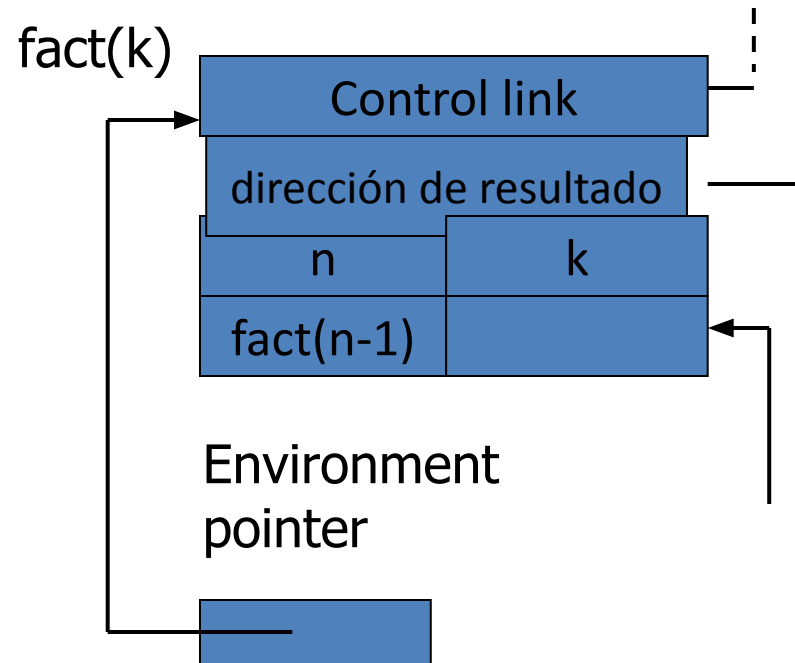 fact(k)
Control link
dirección de resultado
n k
fact(n-1)
Environment
pointer